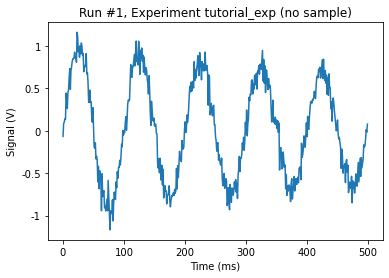 Run #1, Experiment tutorial_exp (no sample)
1
0.5
0
-0.5
-1
Signal (V)
0 100 200 300 400 500
Time (ms)